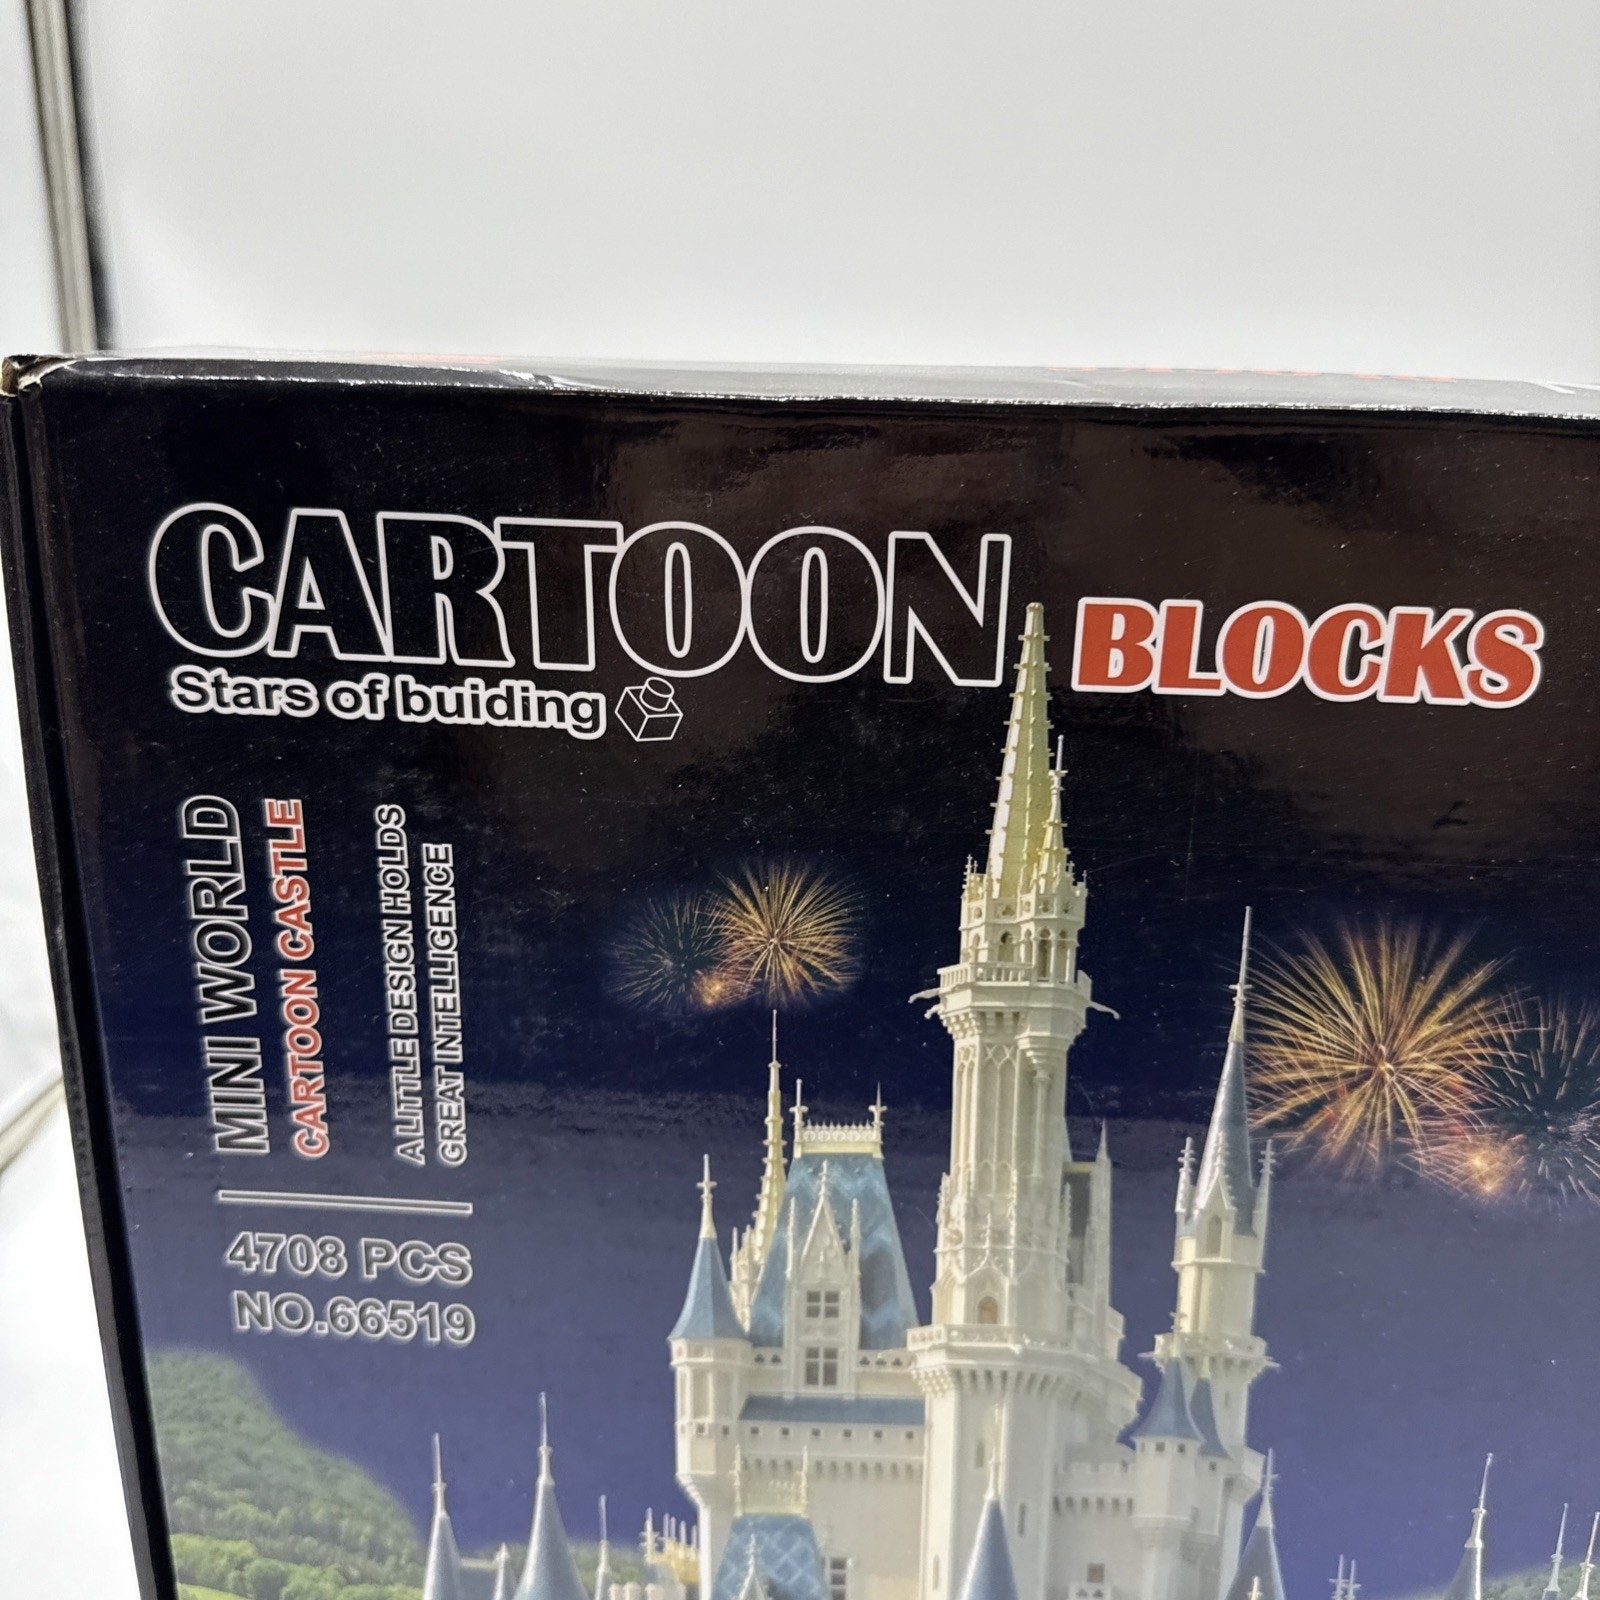 CARTOON BLOCKS
Stars of buiding
MINI WORLD
CARTOON CASTLE
A LITTLE DESIGN HOLDS
GREAT INTELLIGENCE
4708 PCS
NO.66519